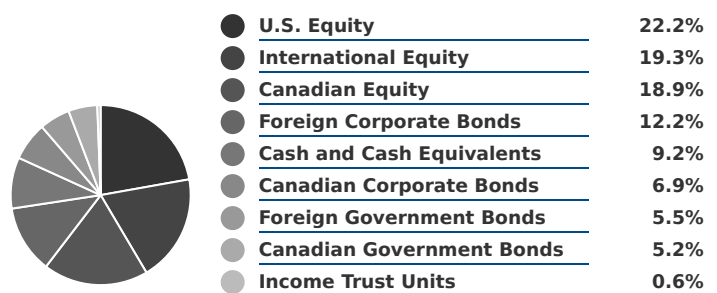 U.S. Equity 22.2%
International Equity 19.3%
Canadian Equity 18.9%
Foreign Corporate Bonds 12.2%
Cash and Cash Equivalents 9.2%
Canadian Corporate Bonds 6.9%
Foreign Government Bonds 5.5%
Canadian Government Bonds 5.2%
Income Trust Units 0.6%